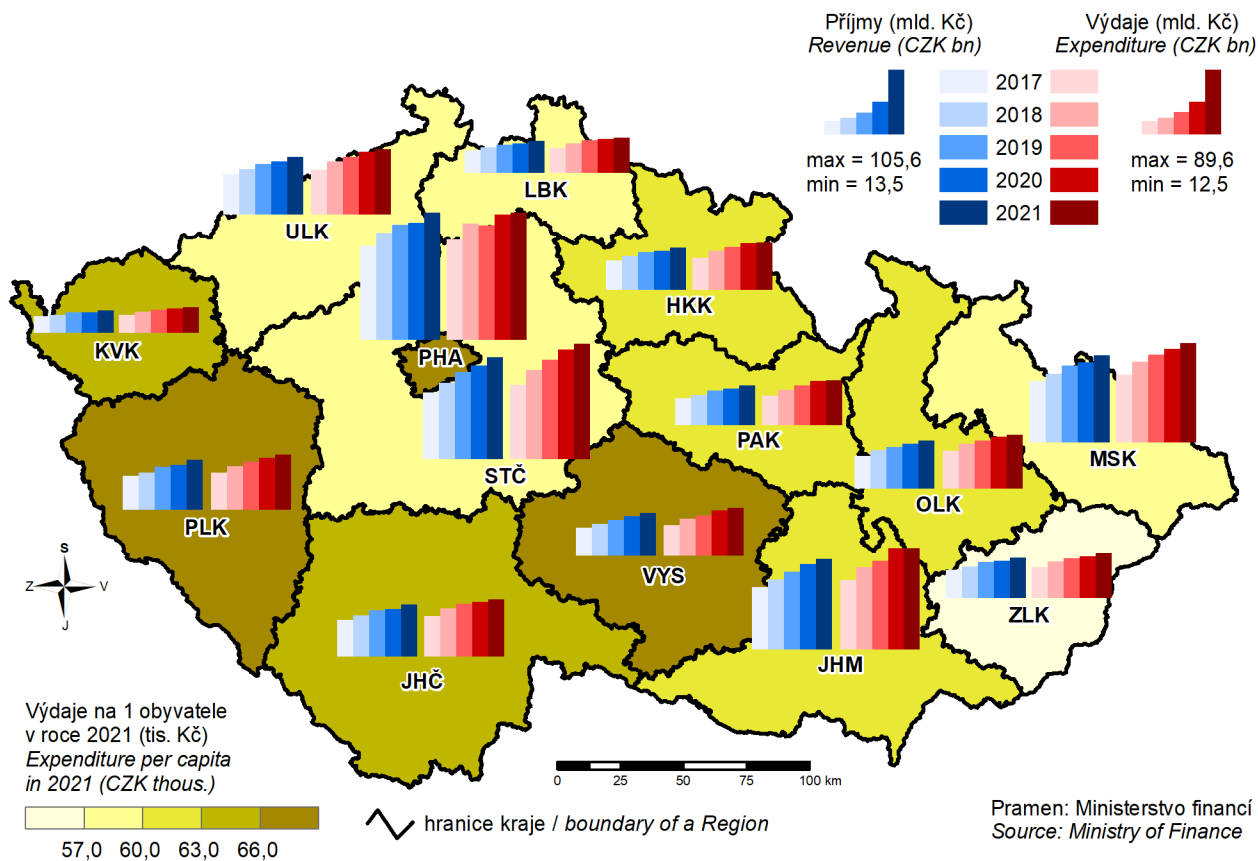 Příjmy (mld. Kč)
Revenue (CZK bn)
Výdaje (mld. Kč)
Expenditure (CZK bn)
2017
2018
2019
2020
2021
max = 105,6
min = 13,5
max = 89,6
min = 12,5
LBK
ULK
HKK
KVK
PHA
PAK
MSK
STČ
OLK
PLK
VYS
ZLK
JHM
JHČ
S
Z
V
J
Výdaje na 1 obyvatele
v roce 2021 (tis. Kč)
Expenditure per capita
in 2021 (CZK thous.)
57,0 60,0 63,0 66,0
0 25 50 75 100 km
hranice kraje / boundary of a Region
Pramen: Ministerstvo financí
Source: Ministry of Finance